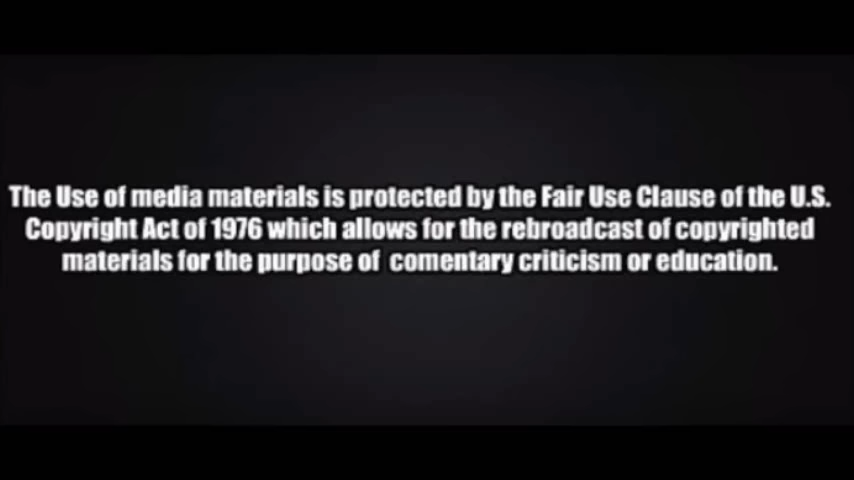 The Use of media materials is protected by the Fair Use Clause of the U.S.
Copyright Act of 1976 which allows for the rebroadcast of copyrighted
materials for the purpose of comentary criticism or education.